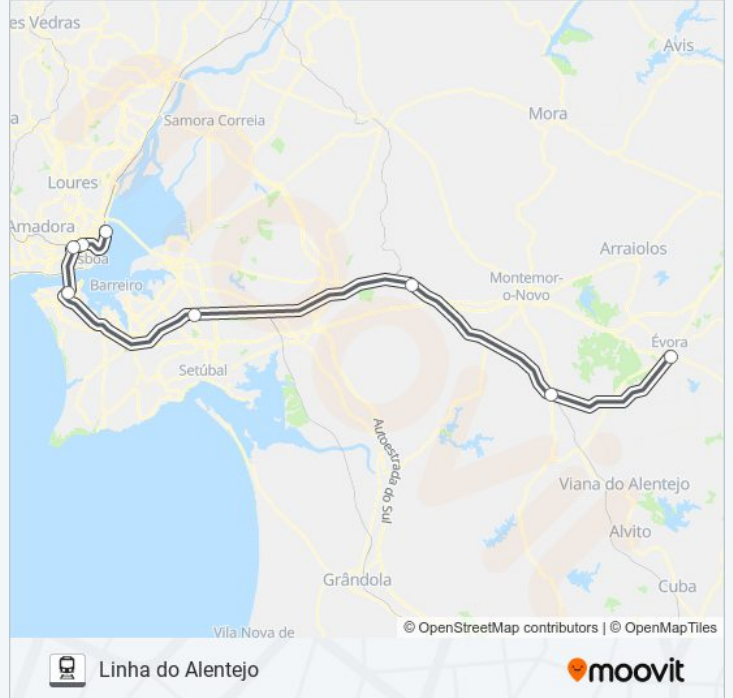 es Vedras
Avis
Mora
Samora Correia
a
Loures
Amadora
sboa
Arraiolos
Barreiro
Montemor-
o-Novo
Évora
Setúbal
Autoestrada do Sul
Viana do Alentejo
Alvito
Grândola
Cuba
Vila Nova de
© OpenStreetMap contributors | © OpenMapTiles
Linha do Alentejo
moovit